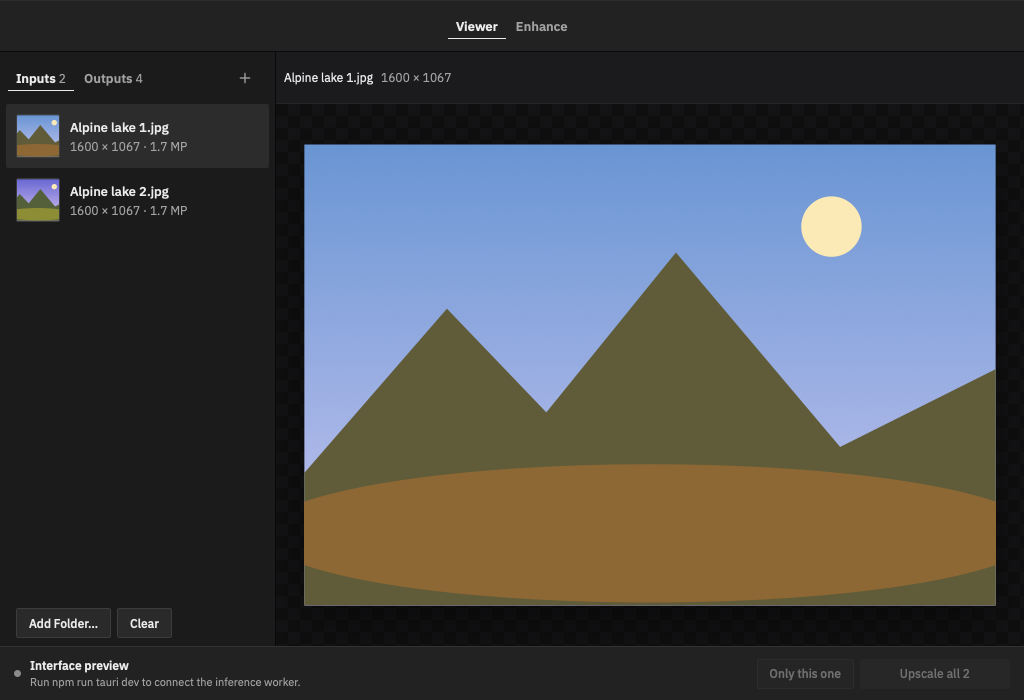 Viewer Enhance
Inputs 2 Outputs 4 +
Alpine lake 1.jpg 1600 × 1067
Alpine lake 1.jpg
1600 × 1067 · 1.7 MP
Alpine lake 2.jpg
1600 × 1067 · 1.7 MP
Add Folder... Clear
Interface preview
Run npm run tauri dev to connect the inference worker.
Only this one Upscale all 2